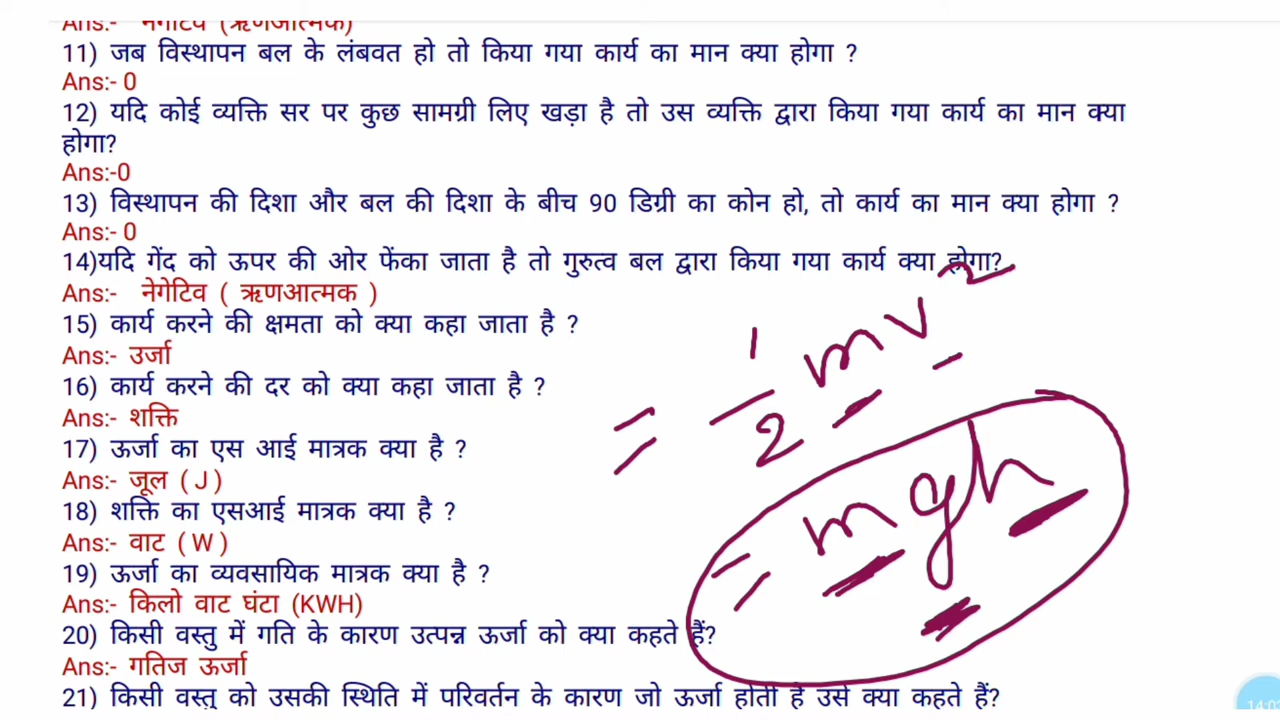 Ans:- नेगेटिव (ऋणआत्मक)
11) जब विस्थापन बल के लंबवत हो तो किया गया कार्य का मान क्या होगा ?
Ans:- 0
12) यदि कोई व्यक्ति सर पर कुछ सामग्री लिए खड़ा है तो उस व्यक्ति द्वारा किया गया कार्य का मान क्या
होगा?
Ans:-0
13) विस्थापन की दिशा और बल की दिशा के बीच 90 डिग्री का कोन हो, तो कार्य का मान क्या होगा ?
Ans:- 0
14)यदि गेंद को ऊपर की ओर फेंका जाता है तो गुरुत्व बल द्वारा किया गया कार्य क्या होगा?
Ans:- नेगेटिव ( ऋणआत्मक )
15) कार्य करने की क्षमता को क्या कहा जाता है ?
Ans:- उर्जा
16) कार्य करने की दर को क्या कहा जाता है ?
Ans:- शक्ति
17) ऊर्जा का एस आई मात्रक क्या है ?
Ans:- जूल ( J )
18) शक्ति का एसआई मात्रक क्या है ?
Ans:- वाट ( W )
19) ऊर्जा का व्यवसायिक मात्रक क्या है ?
Ans:- किलो वाट घंटा (KWH)
20) किसी वस्तु में गति के कारण उत्पन्न ऊर्जा को क्या कहते हैं?
Ans:- गतिज ऊर्जा
21) किसी वस्तु को उसकी स्थिति में परिवर्तन के कारण जो ऊर्जा होती है उसे क्या कहते हैं?
= 1/2 mv²
= mgh